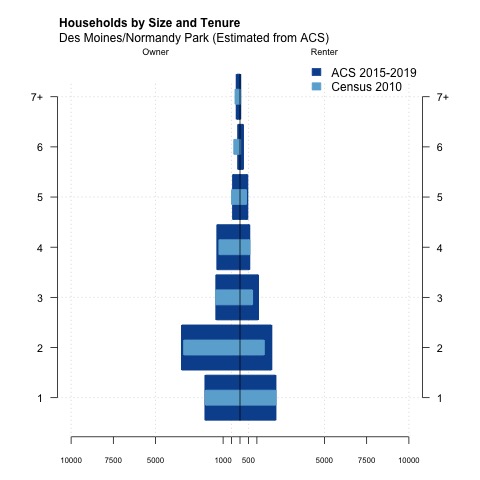 Households by Size and Tenure
Des Moines/Normandy Park (Estimated from ACS)
Owner Renter
ACS 2015-2019
Census 2010
7+ 7+
6 6
5 5
4 4
3 3
2 2
1 1
10000 7500 5000 1000 500 5000 7500 10000